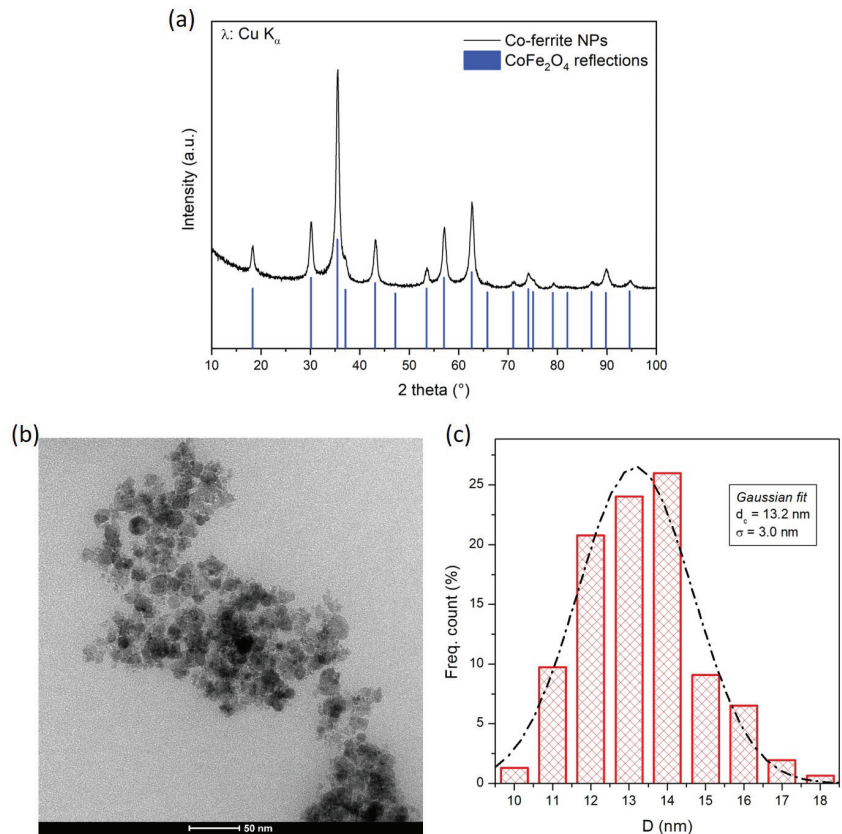 (a)
λ: Cu Kα
Co-ferrite NPs
CoFe2O4 reflections
Intensity (a.u.)
10 20 30 40 50 60 70 80 90 100
2 theta (°)
(b)
50 nm
(c)
25
20
15
10
5
0
Freq. count (%)
Gaussian fit
dc = 13.2 nm
σ = 3.0 nm
10 11 12 13 14 15 16 17 18
D (nm)